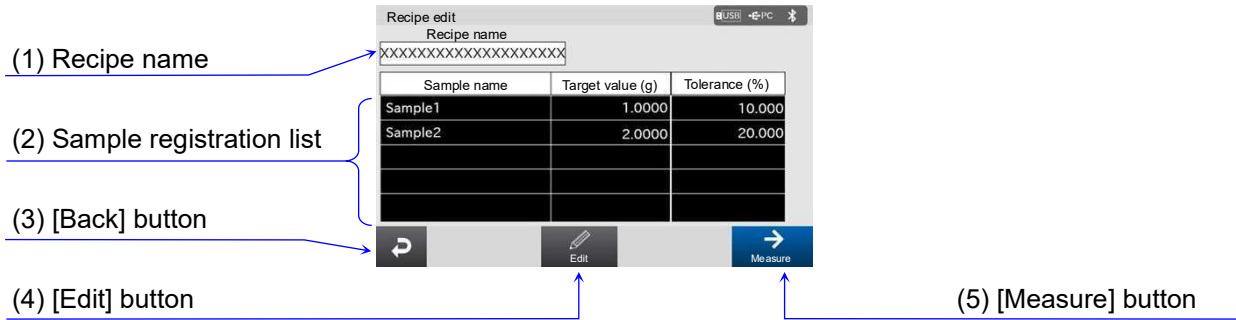 Recipe edit
USB PC
Recipe name
(1) Recipe name
XXXXXXXXXXXXXXXXXXXX
Sample name Target value (g) Tolerance (%)
Sample1 1.0000 10.000
(2) Sample registration list
Sample2 2.0000 20.000
(3) [Back] button
Edit
Measure
(4) [Edit] button
(5) [Measure] button